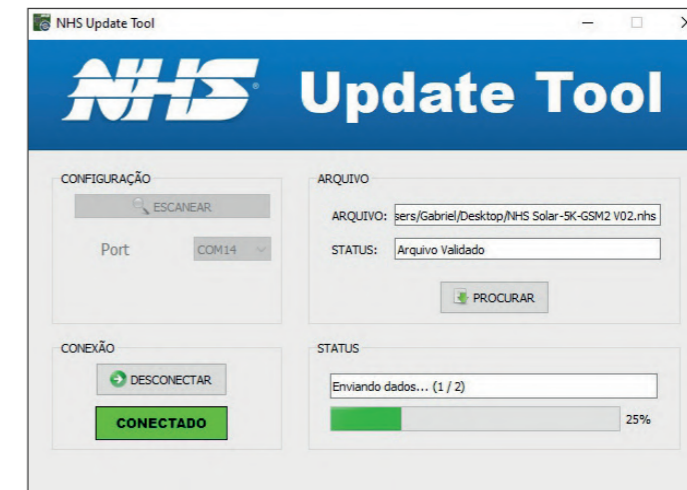 NHS Update Tool
NHS Update Tool
CONFIGURAÇÃO
ESCANEAR
Port COM14
ARQUIVO
ARQUIVO: sers/Gabriel/Desktop/NHS Solar-5K-GSM2 V02.nhs
STATUS: Arquivo Validado
PROCURAR
CONEXÃO
DESCONECTAR
CONECTADO
STATUS
Enviando dados... (1 / 2)
25%